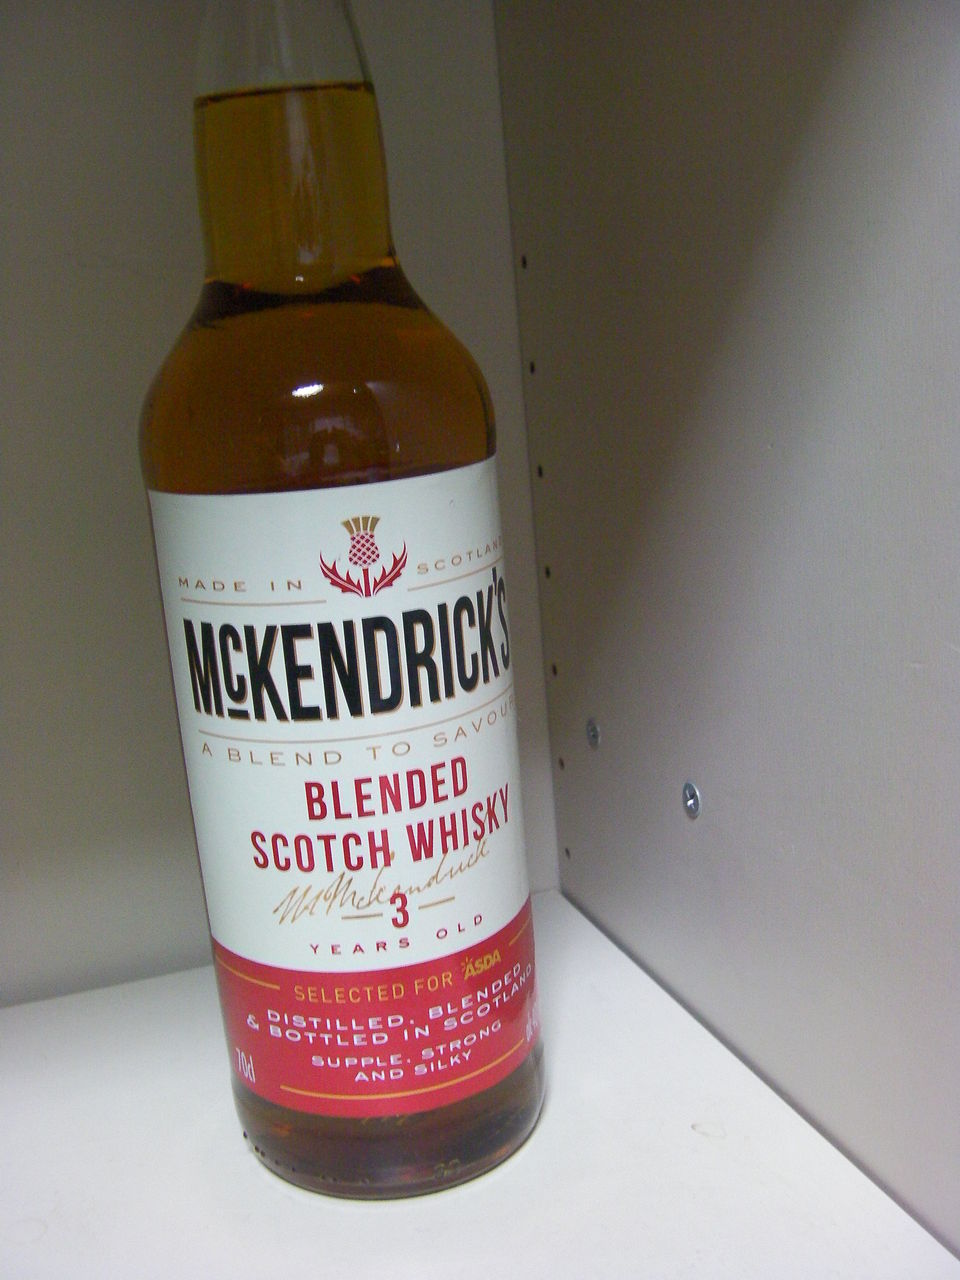 MADE IN SCOTLAND
McKENDRICK'S
A BLEND TO SAVOUR
BLENDED
SCOTCH WHISKY
McKendrick
3
YEARS OLD
SELECTED FOR ASDA
DISTILLED, BLENDED
& BOTTLED IN SCOTLAND
SUPPLE, STRONG
AND SILKY
70cl